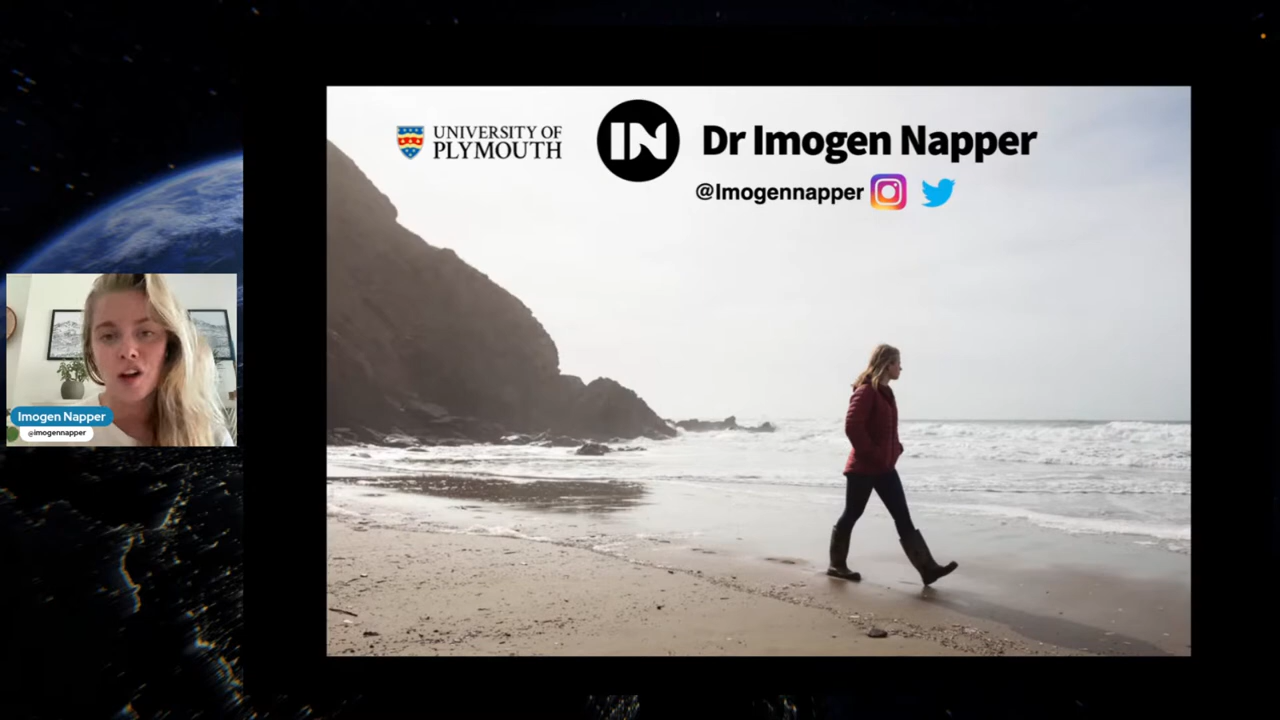 UNIVERSITY OF
PLYMOUTH
IN
Dr Imogen Napper
@Imogennapper
Imogen Napper
@imogennapper